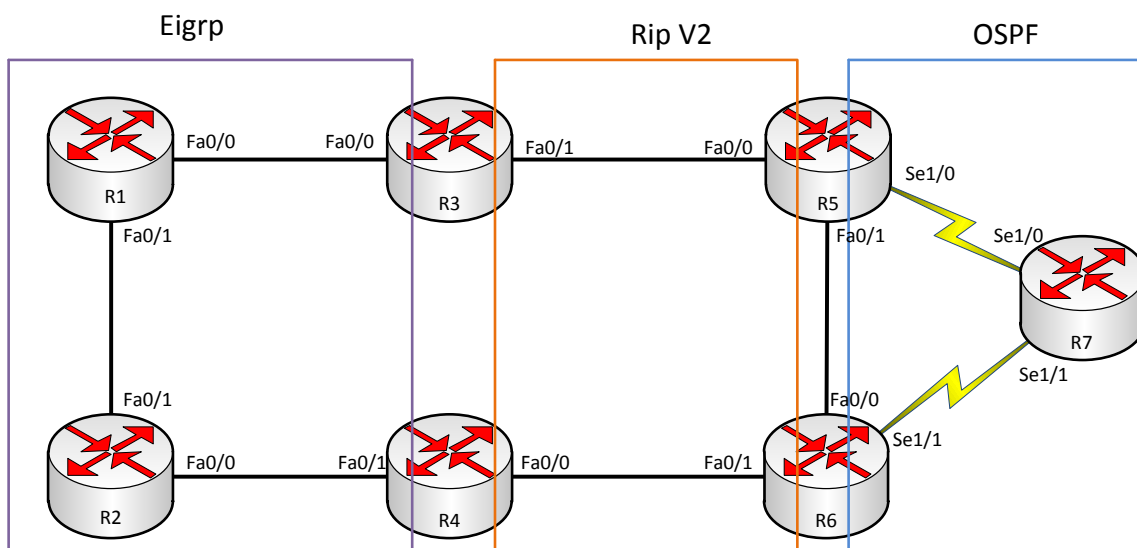 Eigrp
Rip V2
OSPF
Fa0/0
Fa0/0
Fa0/1
Fa0/0
Se1/0
R1
R3
R5
Fa0/1
Fa0/1
Se1/0
R7
Se1/1
Fa0/1
Fa0/0
Se1/1
Fa0/0
Fa0/1
Fa0/0
Fa0/1
R2
R4
R6